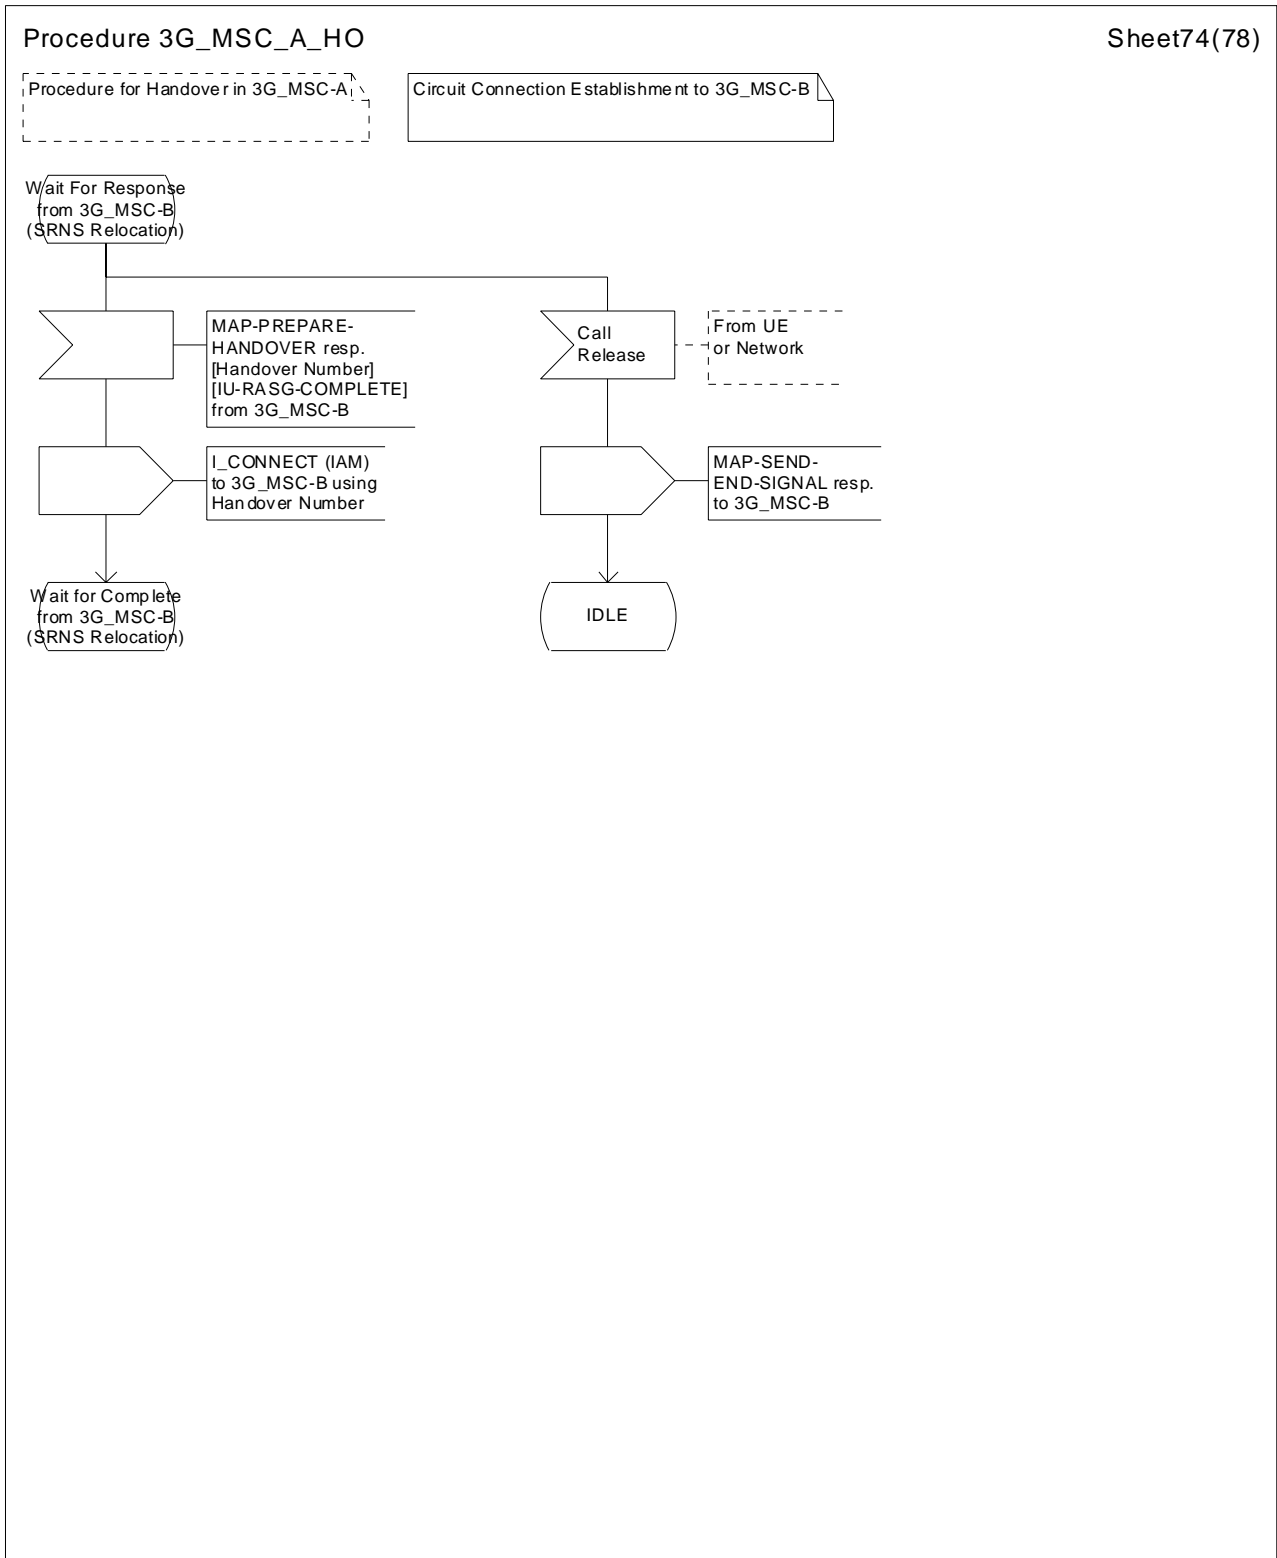 Procedure 3G_MSC_A_HO
Sheet74(78)
Procedure for Handover in 3G_MSC-A
Circuit Connection Establishment to 3G_MSC-B
Wait For Response
from 3G_MSC-B
(SRNS Relocation)
MAP-PREPARE-
HANDOVER resp.
[Handover Number]
[IU-RASG-COMPLETE]
from 3G_MSC-B
Call
Release
From UE
or Network
I_CONNECT (IAM)
to 3G_MSC-B using
Handover Number
MAP-SEND-
END-SIGNAL resp.
to 3G_MSC-B
Wait for Complete
from 3G_MSC-B
(SRNS Relocation)
IDLE